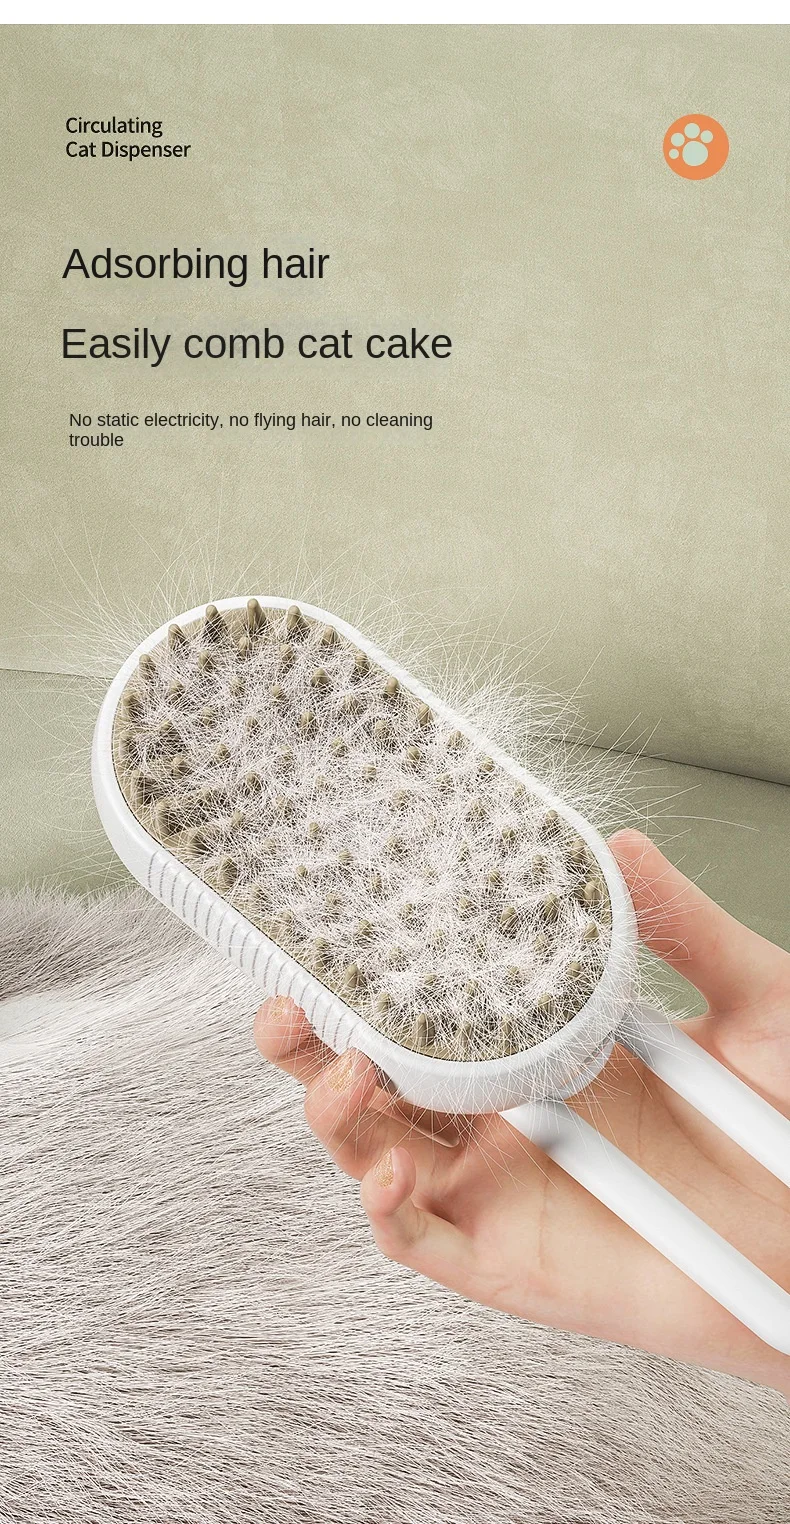 Circulating
Cat Dispenser
Adsorbing hair
Easily comb cat cake
No static electricity, no flying hair, no cleaning
trouble